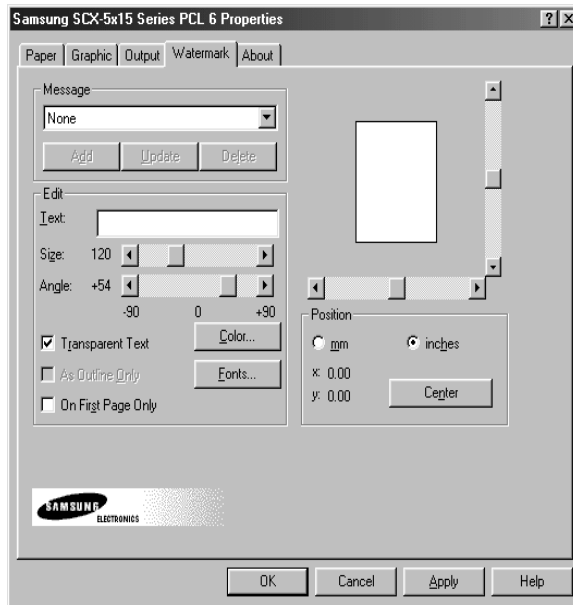 Samsung SCX-5x15 Series PCL 6 Properties
Paper Graphic Output Watermark About
Message
None
Add Update Delete
Edit
Text:
Size: 120
Angle: +54
-90 0 +90
Transparent Text
Color...
As Outline Only
Fonts...
On First Page Only
Position
mm inches
x: 0.00
y: 0.00
Center
SAMSUNG
ELECTRONICS
OK Cancel Apply Help